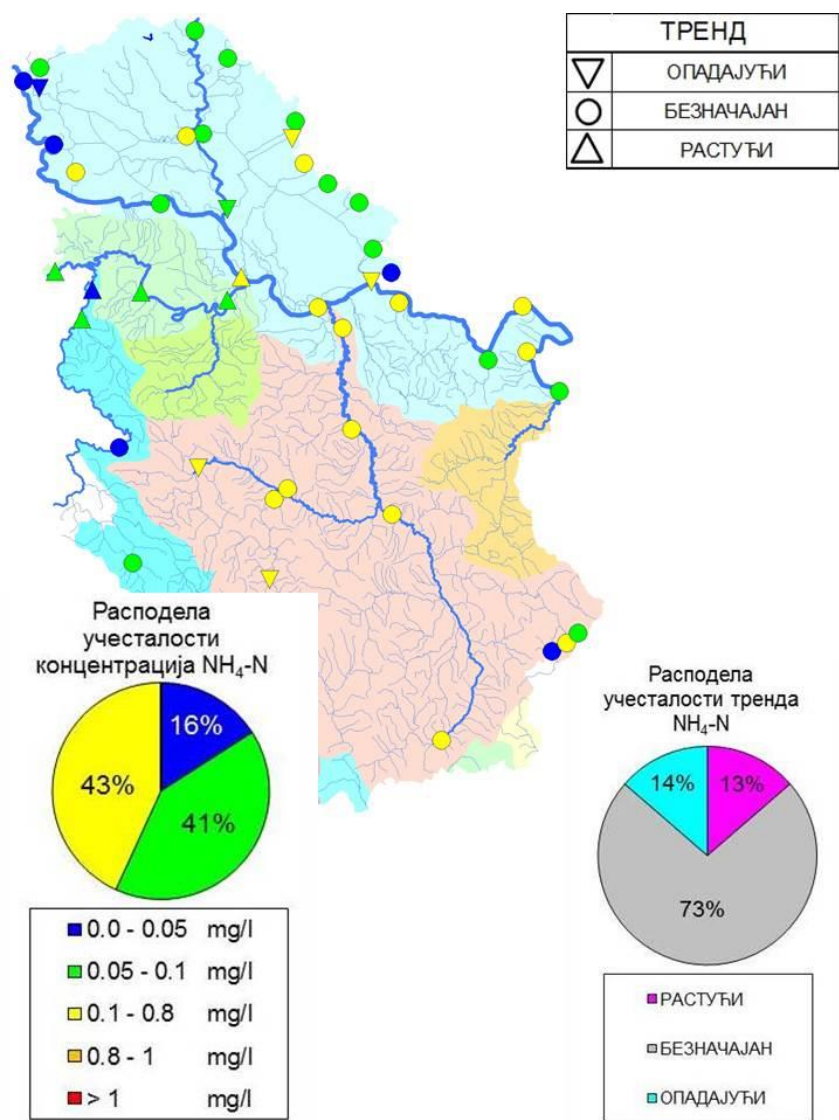 ТРЕНД
ОПАДАЈУЋИ
БЕЗНАЧАЈАН
РАСТУЋИ
Расподела
учесталости
концентрација NH₄-N
16%
43%
41%
0.0 - 0.05 mg/l
0.05 - 0.1 mg/l
0.1 - 0.8 mg/l
0.8 - 1 mg/l
> 1 mg/l
Расподела
учесталости тренда
NH₄-N
14%
13%
73%
РАСТУЋИ
БЕЗНАЧАЈАН
ОПАДАЈУЋИ